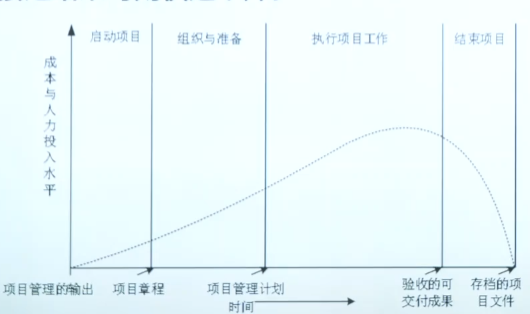 启动项目
组织与准备
执行项目工作
结束项目
成本与人力投入水平
项目管理的输出
项目章程
项目管理计划
验收的可
交付成果
存档的项
目文件
时间